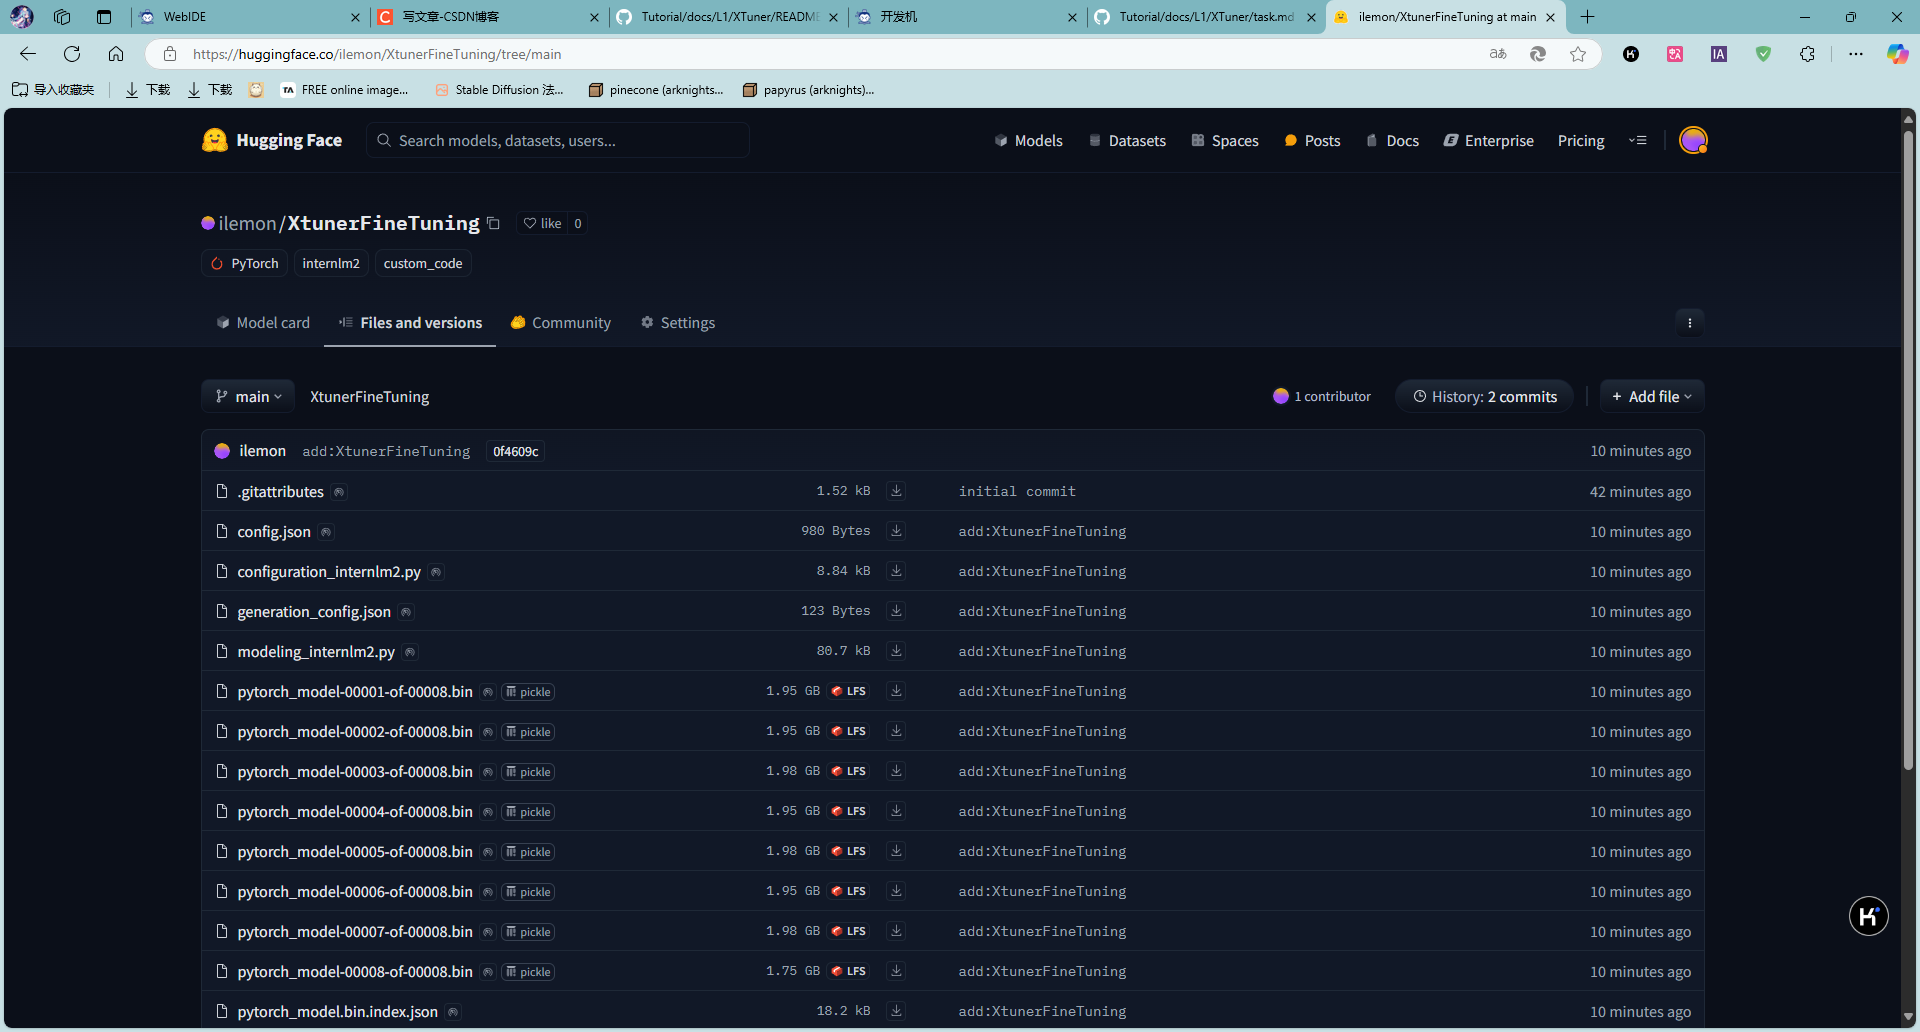 WebIDE
写文章-CSDN博客
Tutorial/docs/L1/XTuner/README
开发机
Tutorial/docs/L1/XTuner/task.md
ilemon/XtunerFineTuning at main
https://huggingface.co/ilemon/XtunerFineTuning/tree/main
导入收藏夹
下载
下载
TA FREE online image...
Stable Diffusion 法...
pinecone (arknights...
papyrus (arknights)...
Hugging Face
Search models, datasets, users...
Models
Datasets
Spaces
Posts
Docs
Enterprise
Pricing
ilemon/XtunerFineTuning
like 0
PyTorch
internlm2
custom_code
Model card
Files and versions
Community
Settings
main
XtunerFineTuning
1 contributor
History: 2 commits
+ Add file
ilemon add:XtunerFineTuning 0f4609c 10 minutes ago
.gitattributes 1.52 kB initial commit 42 minutes ago
config.json 980 Bytes add:XtunerFineTuning 10 minutes ago
configuration_internlm2.py 8.84 kB add:XtunerFineTuning 10 minutes ago
generation_config.json 123 Bytes add:XtunerFineTuning 10 minutes ago
modeling_internlm2.py 80.7 kB add:XtunerFineTuning 10 minutes ago
pytorch_model-00001-of-00008.bin pickle 1.95 GB LFS add:XtunerFineTuning 10 minutes ago
pytorch_model-00002-of-00008.bin pickle 1.95 GB LFS add:XtunerFineTuning 10 minutes ago
pytorch_model-00003-of-00008.bin pickle 1.98 GB LFS add:XtunerFineTuning 10 minutes ago
pytorch_model-00004-of-00008.bin pickle 1.95 GB LFS add:XtunerFineTuning 10 minutes ago
pytorch_model-00005-of-00008.bin pickle 1.98 GB LFS add:XtunerFineTuning 10 minutes ago
pytorch_model-00006-of-00008.bin pickle 1.95 GB LFS add:XtunerFineTuning 10 minutes ago
pytorch_model-00007-of-00008.bin pickle 1.98 GB LFS add:XtunerFineTuning 10 minutes ago
pytorch_model-00008-of-00008.bin pickle 1.75 GB LFS add:XtunerFineTuning 10 minutes ago
pytorch_model.bin.index.json 18.2 kB add:XtunerFineTuning 10 minutes ago